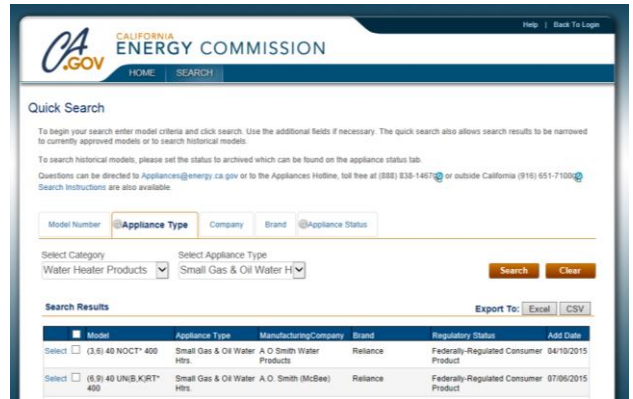 Help | Back To Login
CA
.GOV
CALIFORNIA
ENERGY COMMISSION
HOME SEARCH
Quick Search
To begin your search enter model criteria and click search. Use the additional fields if necessary. The quick search also allows search results to be narrowed
to currently approved models or to search historical models.
To search historical models, please set the status to archived which can be found on the appliance status tab.
Questions can be directed to Appliances@energy.ca.gov or to the Appliances Hotline, toll free at (888) 838-1467 or outside California (916) 651-7100
Search Instructions are also available.
Model Number Appliance Type Company Brand Appliance Status
Select Category Select Appliance Type
Water Heater Products Small Gas & Oil Water H
Search Clear
Search Results Export To: Excel CSV
Model Appliance Type ManufacturingCompany Brand Regulatory Status Add Date
Select (3,6) 40 NOCT* 400 Small Gas & Oil Water A O Smith Water Reliance Federally-Regulated Consumer 04/10/2015
Htrs. Products Product
Select (6,9) 40 UN(B,K)RT* Small Gas & Oil Water A.O. Smith (McBee) Reliance Federally-Regulated Consumer 07/06/2015
400 Htrs. Product